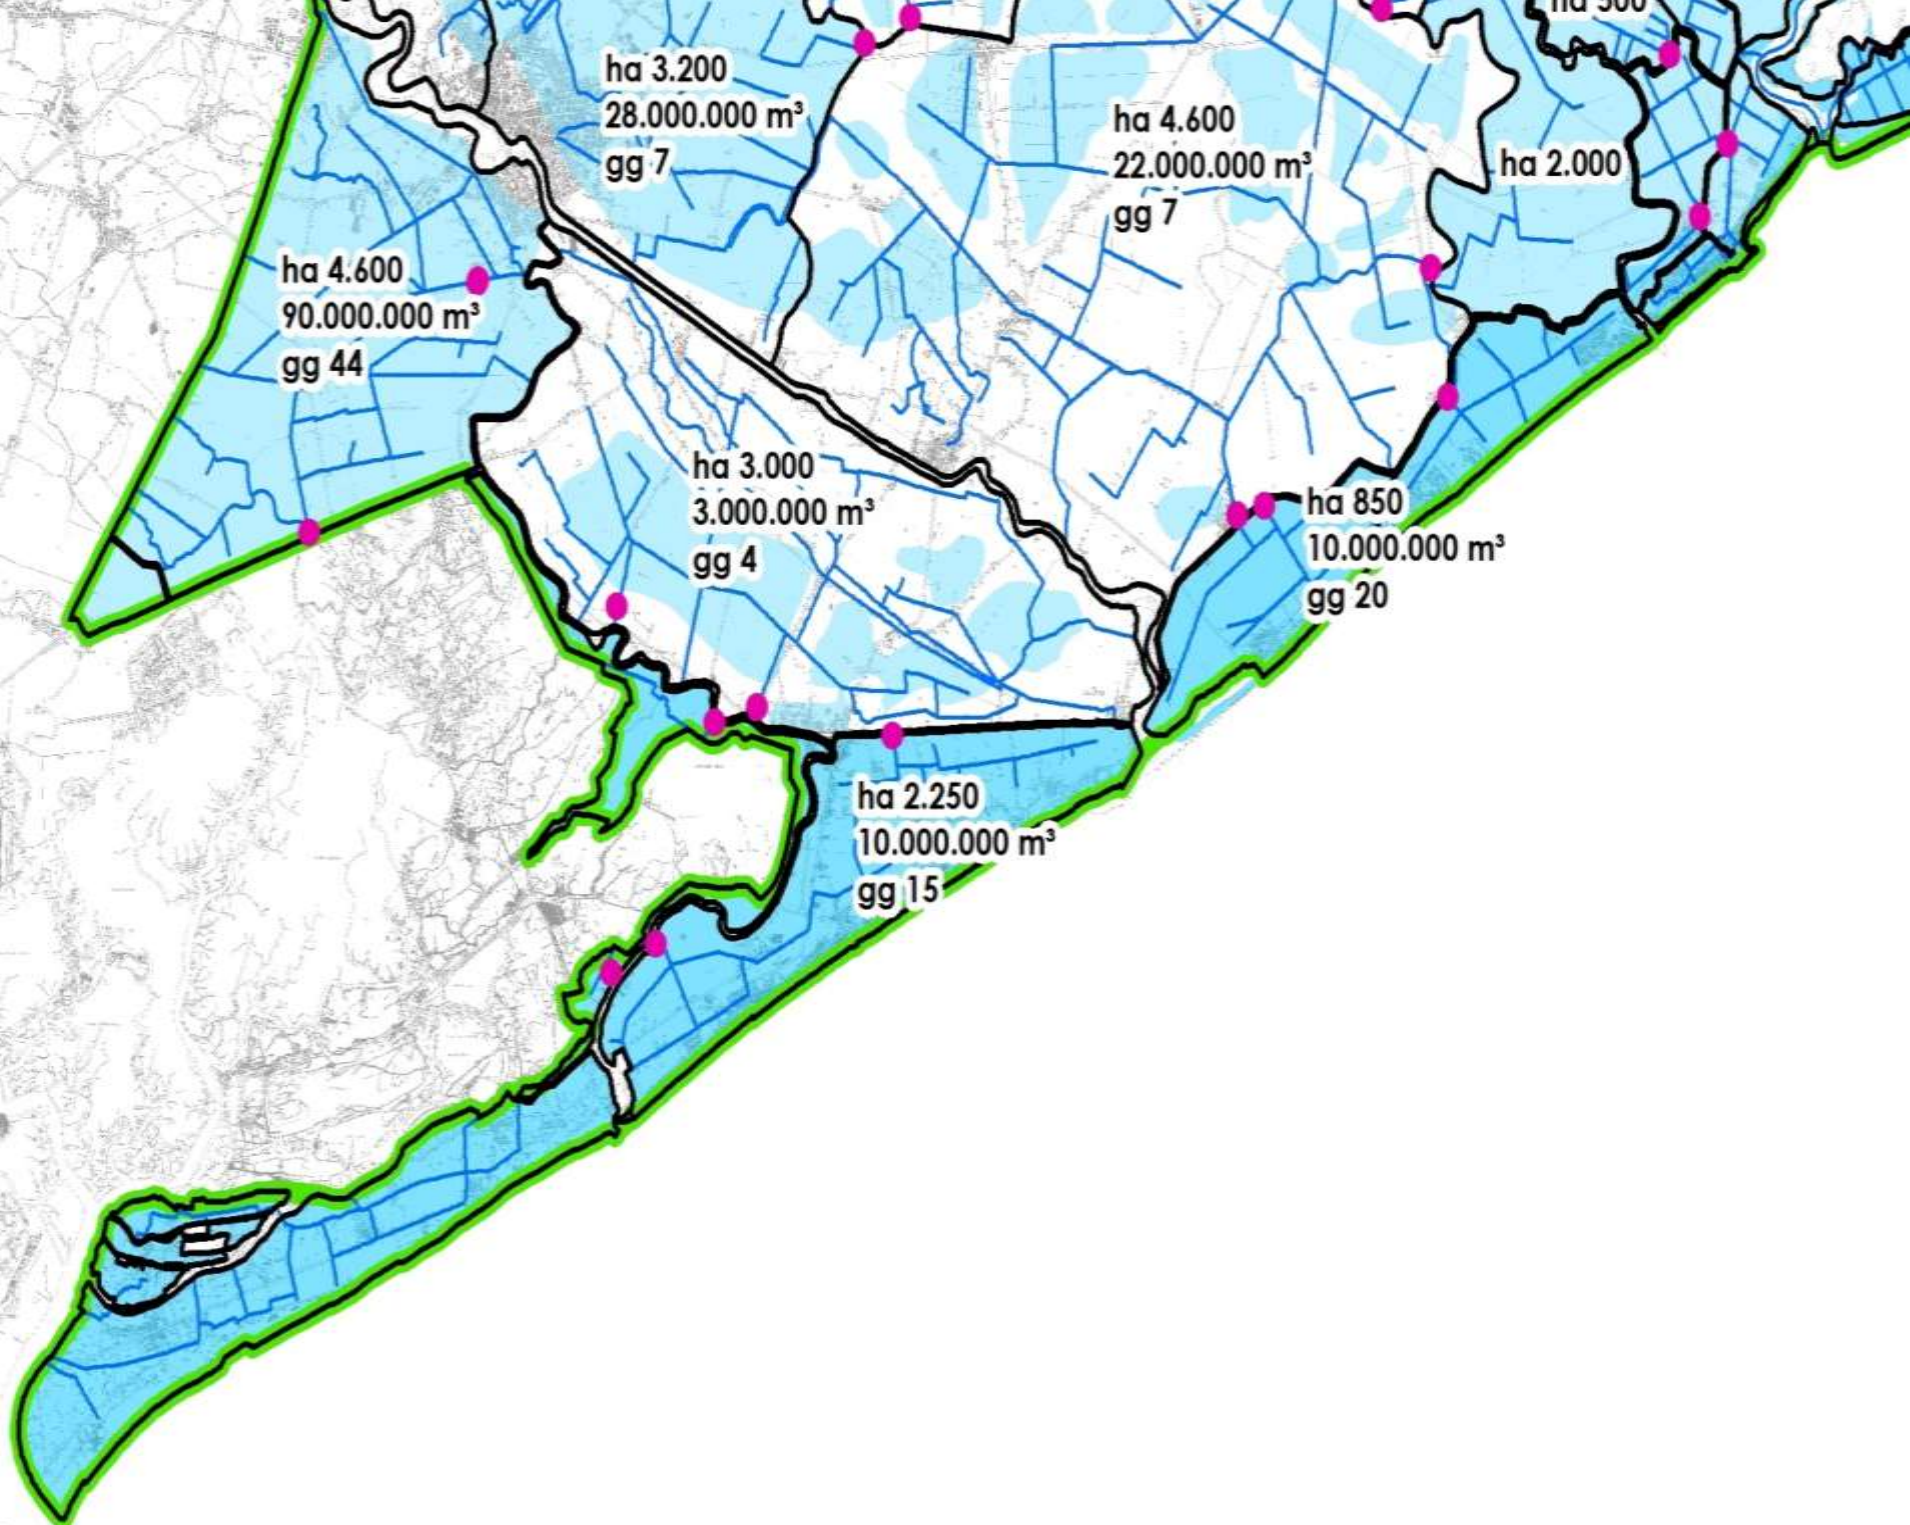 ha 500
ha 3.200
28.000.000 m³
gg 7
ha 4.600
22.000.000 m³
gg 7
ha 2.000
ha 4.600
90.000.000 m³
gg 44
ha 3.000
3.000.000 m³
gg 4
ha 850
10.000.000 m³
gg 20
ha 2.250
10.000.000 m³
gg 15